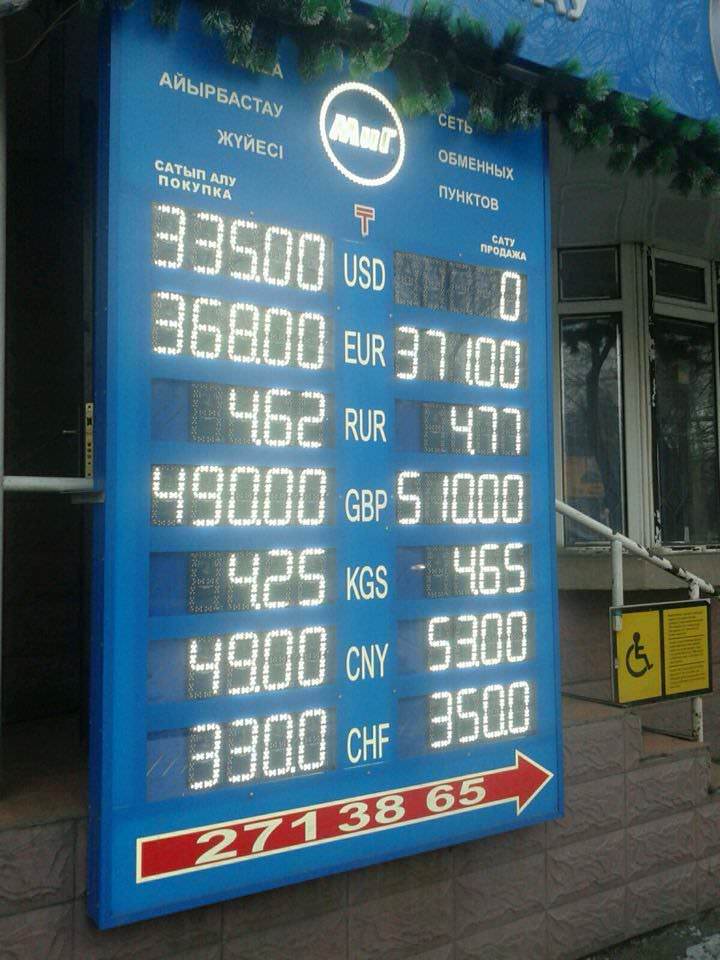 АЙЫРБАСТАУ
ЖҮЙЕСІ
Миг
СЕТЬ
ОБМЕННЫХ
ПУНКТОВ
САТЫП АЛУ
ПОКУПКА
₸
САТУ
ПРОДАЖА
335.00 USD 0
368.00 EUR 371.00
4.62 RUR 4.77
490.00 GBP 510.00
4.25 KGS 4.65
49.00 CNY 53.00
330.0 CHF 350.0
271 38 65